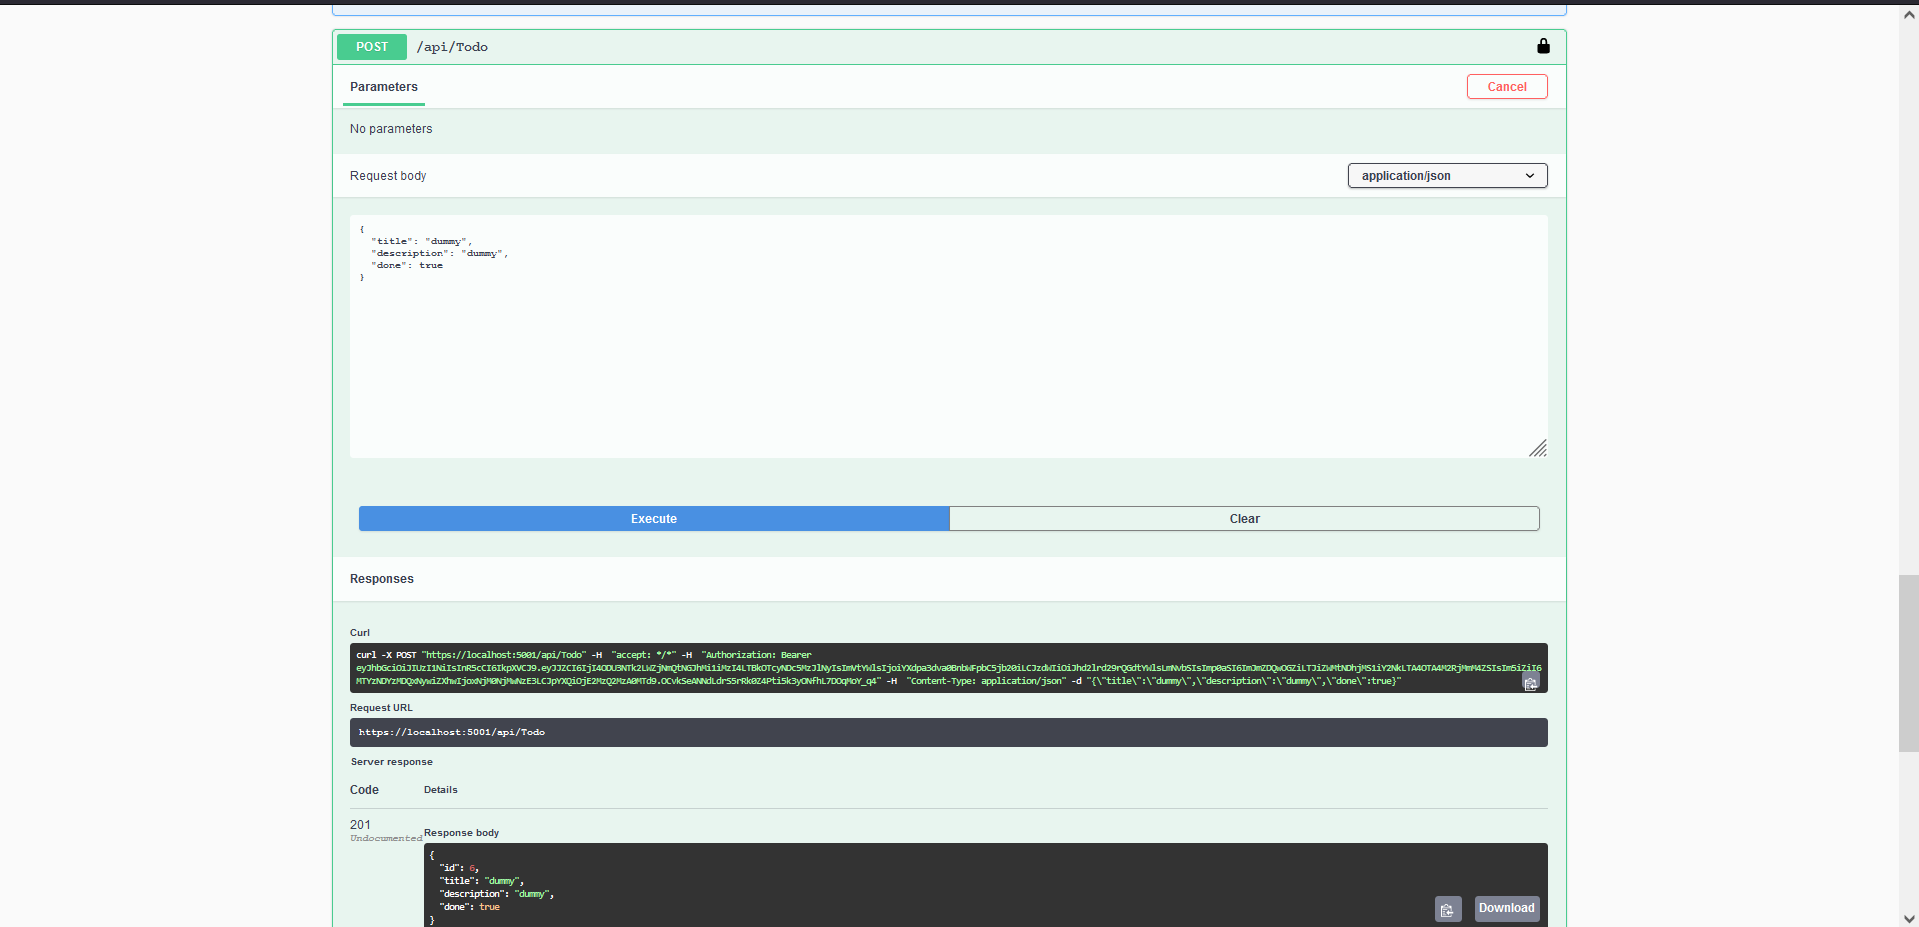 POST /api/Todo
Parameters
Cancel
No parameters
Request body
application/json
{
  "title": "dummy",
  "description": "dummy",
  "done": true
}
Execute
Clear
Responses
Curl
curl -X POST "https://localhost:5001/api/Todo" -H  "accept: */*" -H  "Authorization: Bearer
-H  "Content-Type: application/json" -d "{\"title\":\"dummy\",\"description\":\"dummy\",\"done\":true}"
Request URL
https://localhost:5001/api/Todo
Server response
Code
Details
201
Undocumented
Response body
{
  "id": 6,
  "title": "dummy",
  "description": "dummy",
  "done": true
}
Download